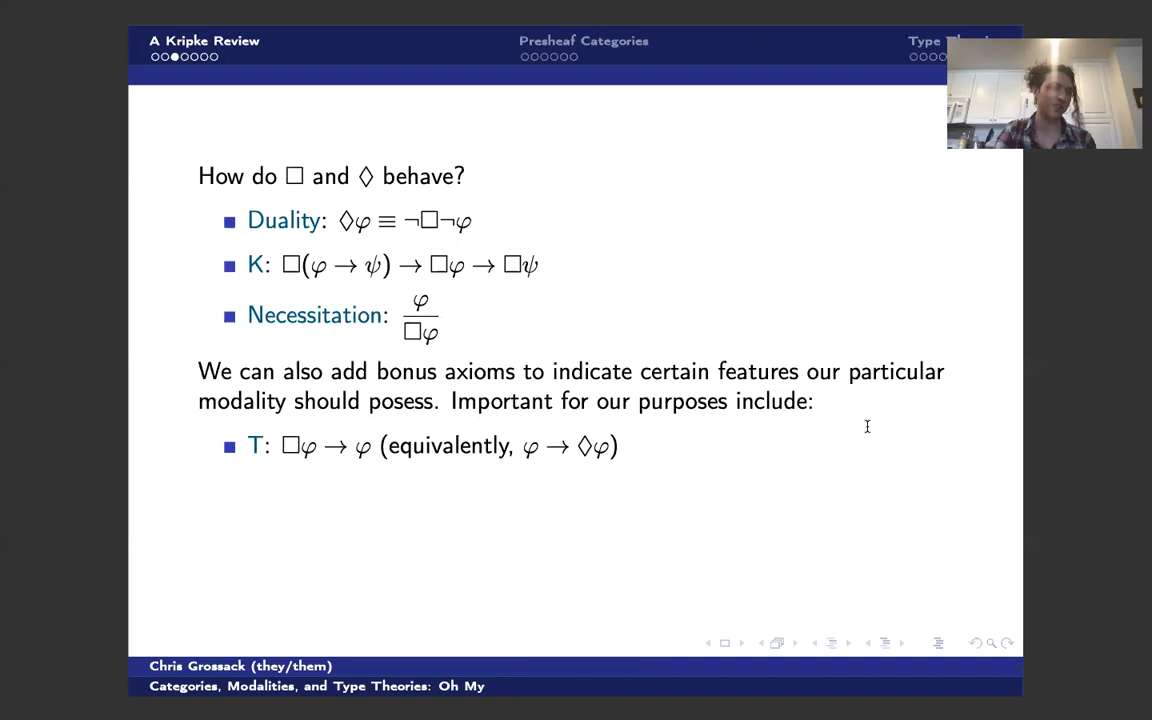 A Kripke Review
Presheaf Categories
Type
How do □ and ◊ behave?
Duality: ◊φ ≡ ¬□¬φ
K: □(φ → ψ) → □φ → □ψ
Necessitation: φ
□φ
We can also add bonus axioms to indicate certain features our particular
modality should posess. Important for our purposes include:
T: □φ → φ (equivalently, φ → ◊φ)
Chris Grossack (they/them)
Categories, Modalities, and Type Theories: Oh My